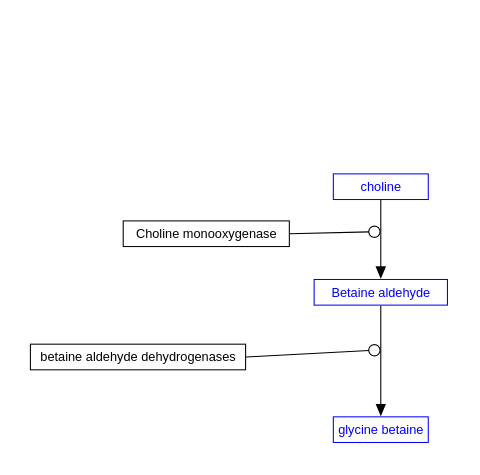 choline
Choline monooxygenase
Betaine aldehyde
betaine aldehyde dehydrogenases
glycine betaine